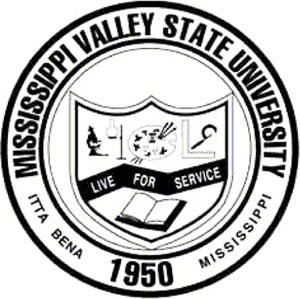 MISSISSIPPI VALLEY STATE UNIVERSITY
LIVE FOR SERVICE
ITTA BENA
MISSISSIPPI
1950